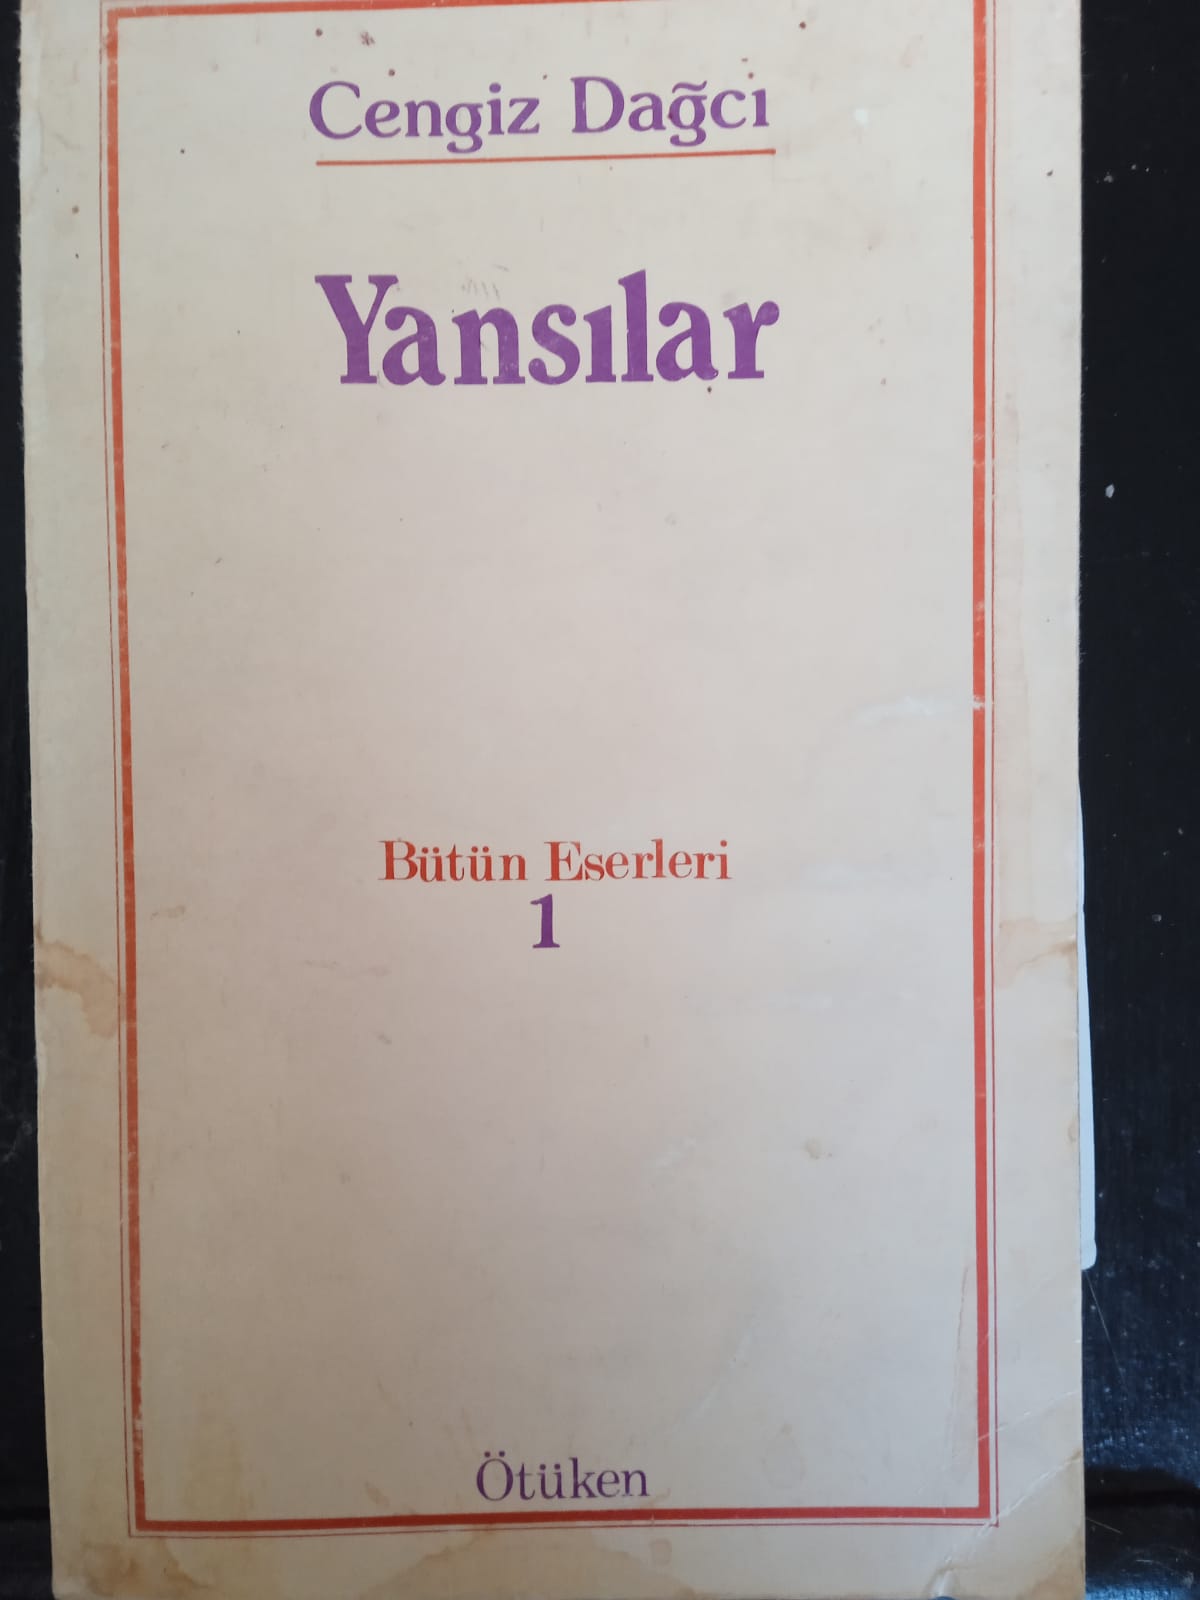 Cengiz Dağcı
Yansılar
Bütün Eserleri
1
Ötüken